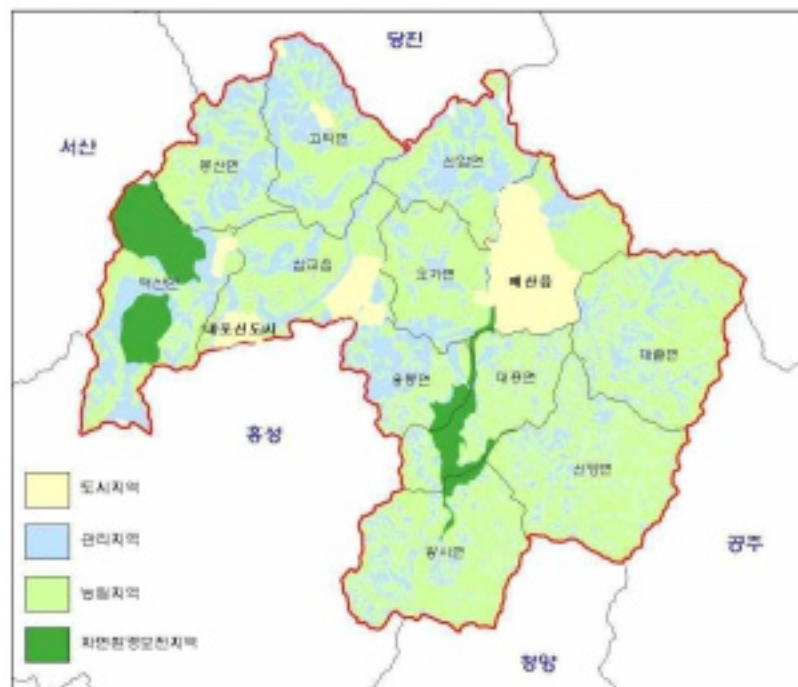 당진
서산
고덕면
봉산면
신암면
삽교읍
오가면
예산읍
덕산면
내포신도시
대술면
응봉면
대흥면
홍성
신양면
도시지역
관리지역
공주
광시면
농림지역
자연환경보전지역
청양